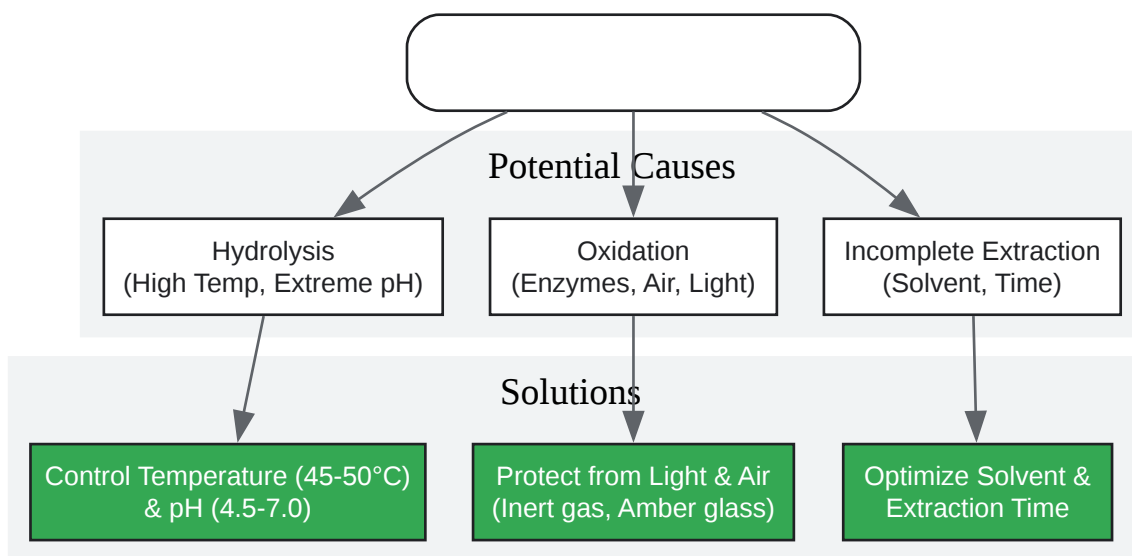 Potential Causes
Hydrolysis
(High Temp, Extreme pH)
Oxidation
(Enzymes, Air, Light)
Incomplete Extraction
(Solvent, Time)
Solutions
Control Temperature (45-50°C)
& pH (4.5-7.0)
Protect from Light & Air
(Inert gas, Amber glass)
Optimize Solvent &
Extraction Time